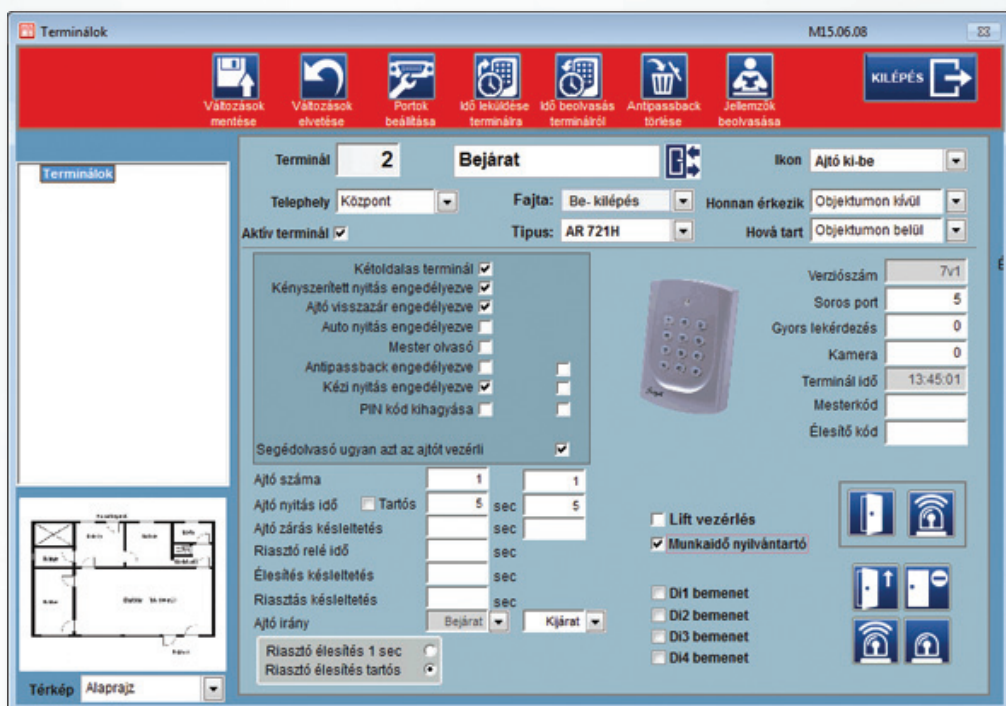 Terminálok M15.06.08
Változások mentése
Változások elvetése
Portok beállítása
Idő leküldése terminálra
Idő beolvasás terminálról
Antipassback törlése
Jellemzők beolvasása
KILÉPÉS
Terminálok
Terminál 2 Bejárat Ikon Ajtó ki-be
Telephely Központ Fajta: Be- kilépés Honnan érkezik Objektumon kívül
Aktív terminál Tipus: AR 721H Hová tart Objektumon belül
Kétoldalas terminál
Kényszerített nyitás engedélyezve
Ajtó visszazár engedélyezve
Auto nyitás engedélyezve
Mester olvasó
Antipassback engedélyezve
Kézi nyitás engedélyezve
PIN kód kihagyása
Segédolvasó ugyan azt az ajtót vezérli
Verziószám 7v1
Soros port 5
Gyors lekérdezés 0
Kamera 0
Terminál idő 13:45:01
Mesterkód
Élesítő kód
Ajtó száma 1 1
Ajtó nyitás idő Tartós 5 sec 5
Ajtó zárás késleltetés sec
Riasztó relé idő sec
Élesítés késleltetés sec
Riasztás késleltetés sec
Ajtó irány Bejárat Kijárat
Riasztó élesítés 1 sec
Riasztó élesítés tartós
Lift vezérlés
Munkaidő nyilvántartó
Di1 bemenet
Di2 bemenet
Di3 bemenet
Di4 bemenet
Térkép Alaprajz